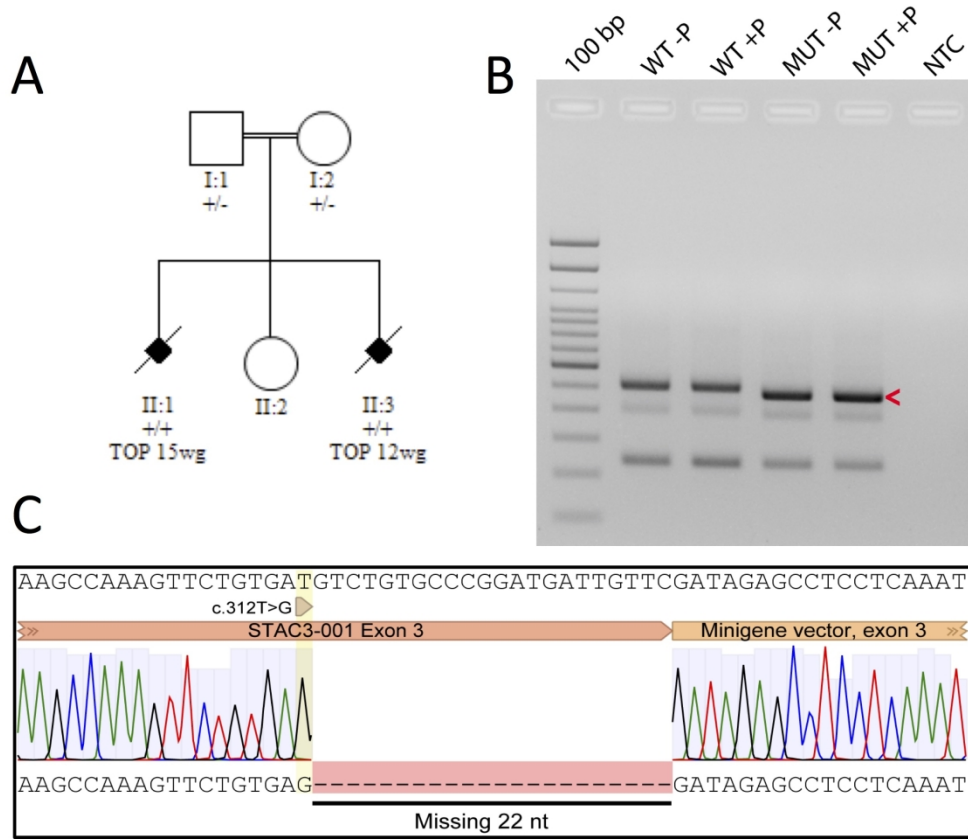 A
I:1
+/-
I:2
+/-
II:1
+/+
TOP 15wg
II:2
II:3
+/+
TOP 12wg
B
100 bp
WT -P
WT +P
MUT -P
MUT +P
NTC
<
C
AAGCCAAAGTTCTGTGATGTCTGTGCCCGGATGATTGTTCGATAGAGCCTCCTCAAAT
c.312T>G
STAC3-001 Exon 3
Minigene vector, exon 3
AAGCCAAAGTTCTGTGAG----------------------GATAGAGCCTCCTCAAAT
Missing 22 nt